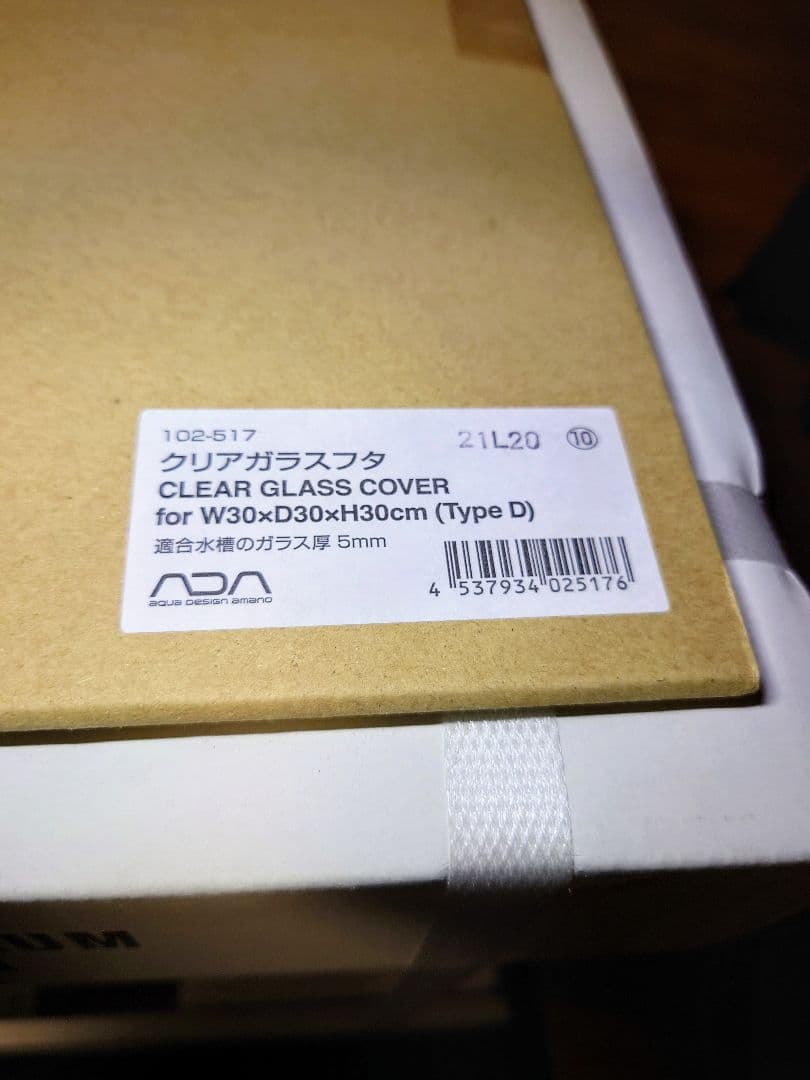 102-517
21L20 ⑩
クリアガラスフタ
CLEAR GLASS COVER
for W30×D30×H30cm (Type D)
適合水槽のガラス厚 5mm
ADA
aqua Design amano
4 537934 025176